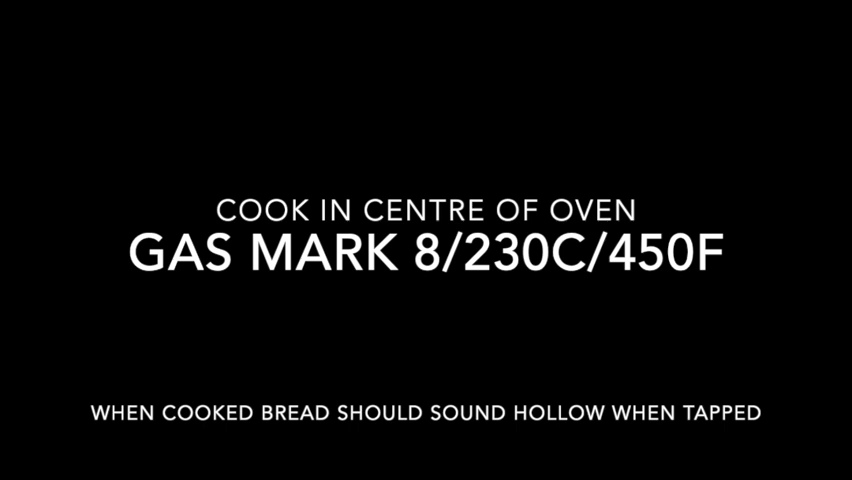 COOK IN CENTRE OF OVEN
GAS MARK 8/230C/450F
WHEN COOKED BREAD SHOULD SOUND HOLLOW WHEN TAPPED